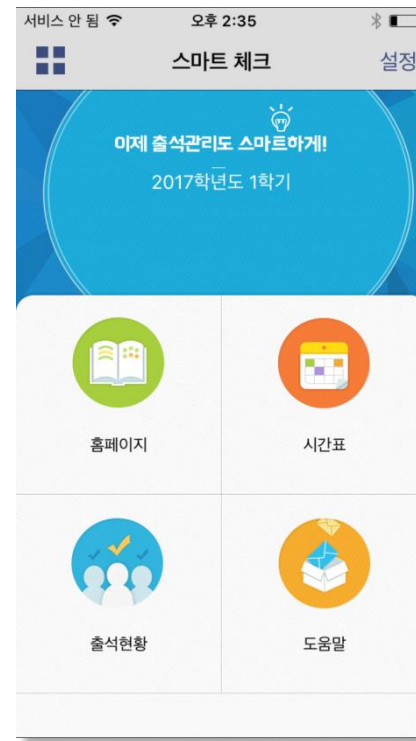 서비스 안 됨 오후 2:35
스마트 체크 설정
이제 출석관리도 스마트하게!
2017학년도 1학기
홈페이지 시간표
출석현황 도움말